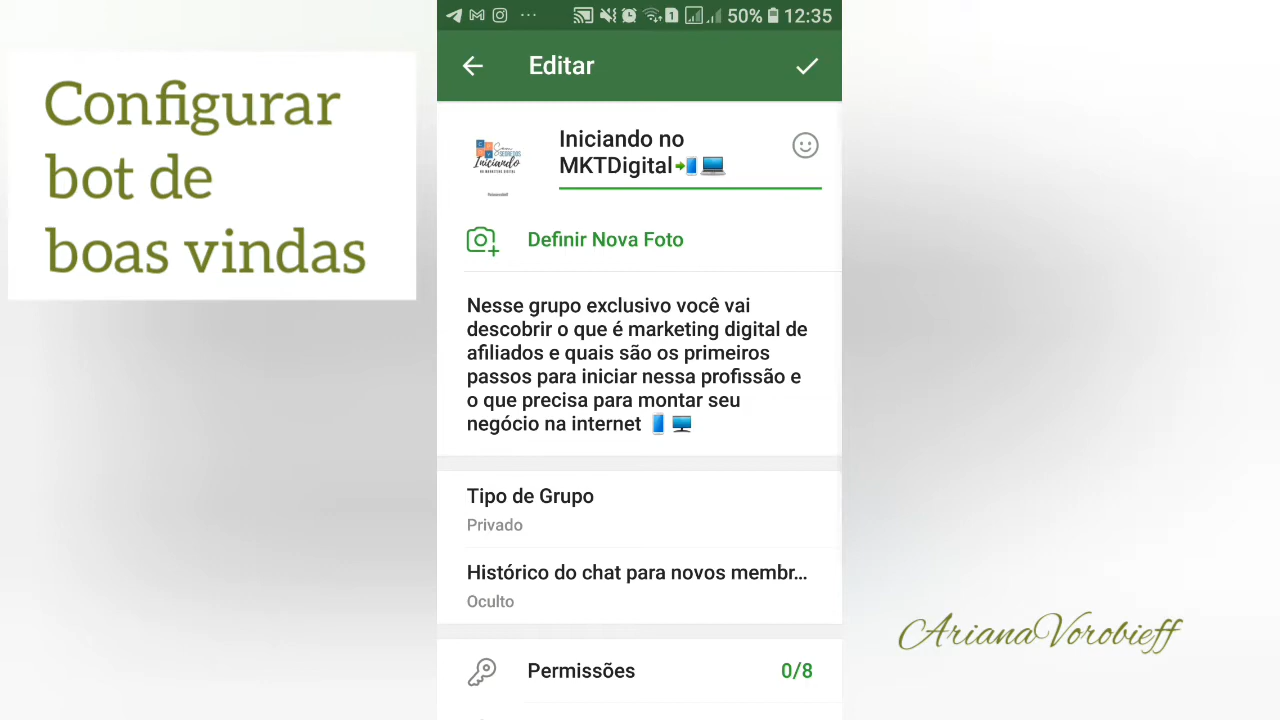 Configurar
bot de
boas vindas
50% 12:35
Editar
Iniciando no
MKTDigital
Iniciando
Definir Nova Foto
Nesse grupo exclusivo você vai
descobrir o que é marketing digital de
afiliados e quais são os primeiros
passos para iniciar nessa profissão e
o que precisa para montar seu
negócio na internet
Tipo de Grupo
Privado
Histórico do chat para novos membr...
Oculto
Permissões 0/8
ArianaVorobieff